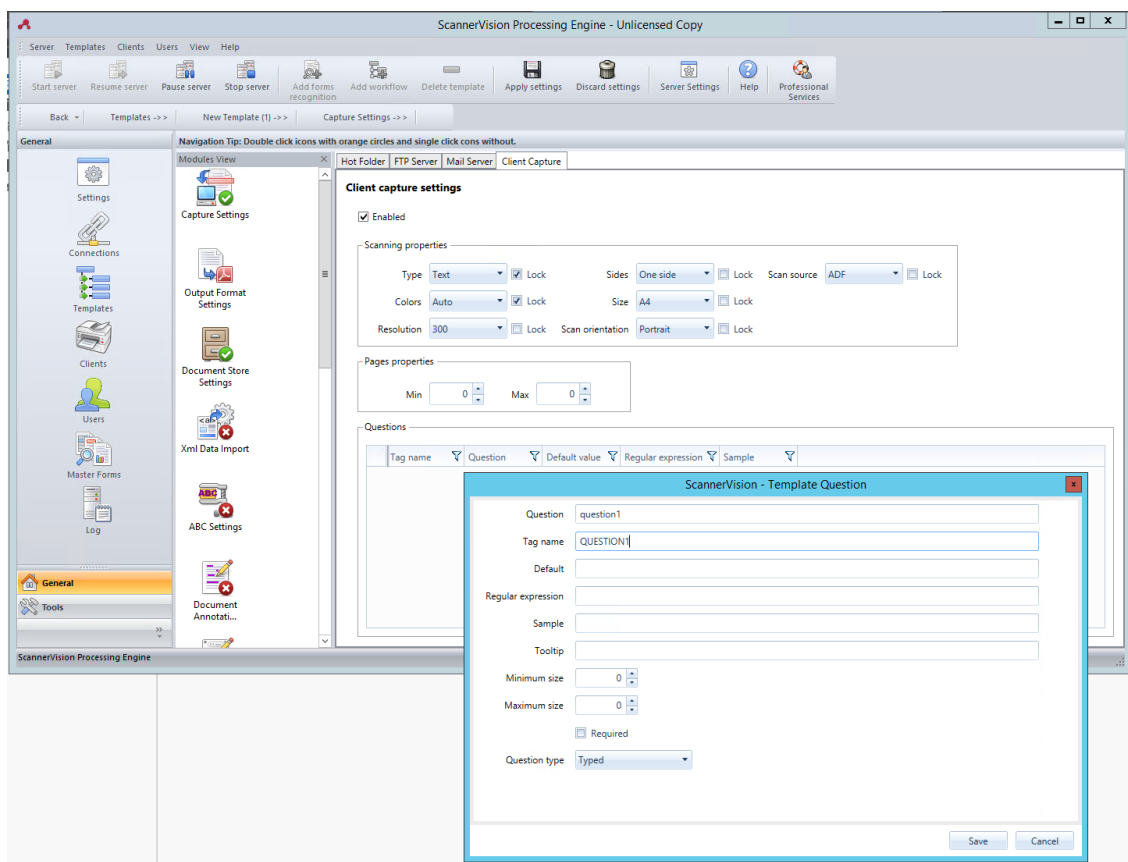 ScannerVision Processing Engine - Unlicensed Copy
Server Templates Clients Users View Help
Start server Resume server Pause server Stop server Add forms recognition Add workflow Delete template Apply settings Discard settings Server Settings Help Professional Services
Back Templates ->> New Template (1) ->> Capture Settings ->>
General
Navigation Tip: Double click icons with orange circles and single click cons without.
Settings
Connections
Templates
Clients
Users
Master Forms
Log
General
Tools
Modules View
Capture Settings
Output Format
Settings
Document Store
Settings
Xml Data Import
ABC
ABC Settings
Document
Annotati...
Hot Folder FTP Server Mail Server Client Capture
Client capture settings
Enabled
Scanning properties
Type Text Lock Sides One side Lock Scan source ADF Lock
Colors Auto Lock Size A4 Lock
Resolution 300 Lock Scan orientation Portrait Lock
Pages properties
Min 0 Max 0
Questions
Tag name Question Default value Regular expression Sample
ScannerVision - Template Question
Question question1
Tag name QUESTION1
Default
Regular expression
Sample
Tooltip
Minimum size 0
Maximum size 0
Required
Question type Typed
Save Cancel
ScannerVision Processing Engine